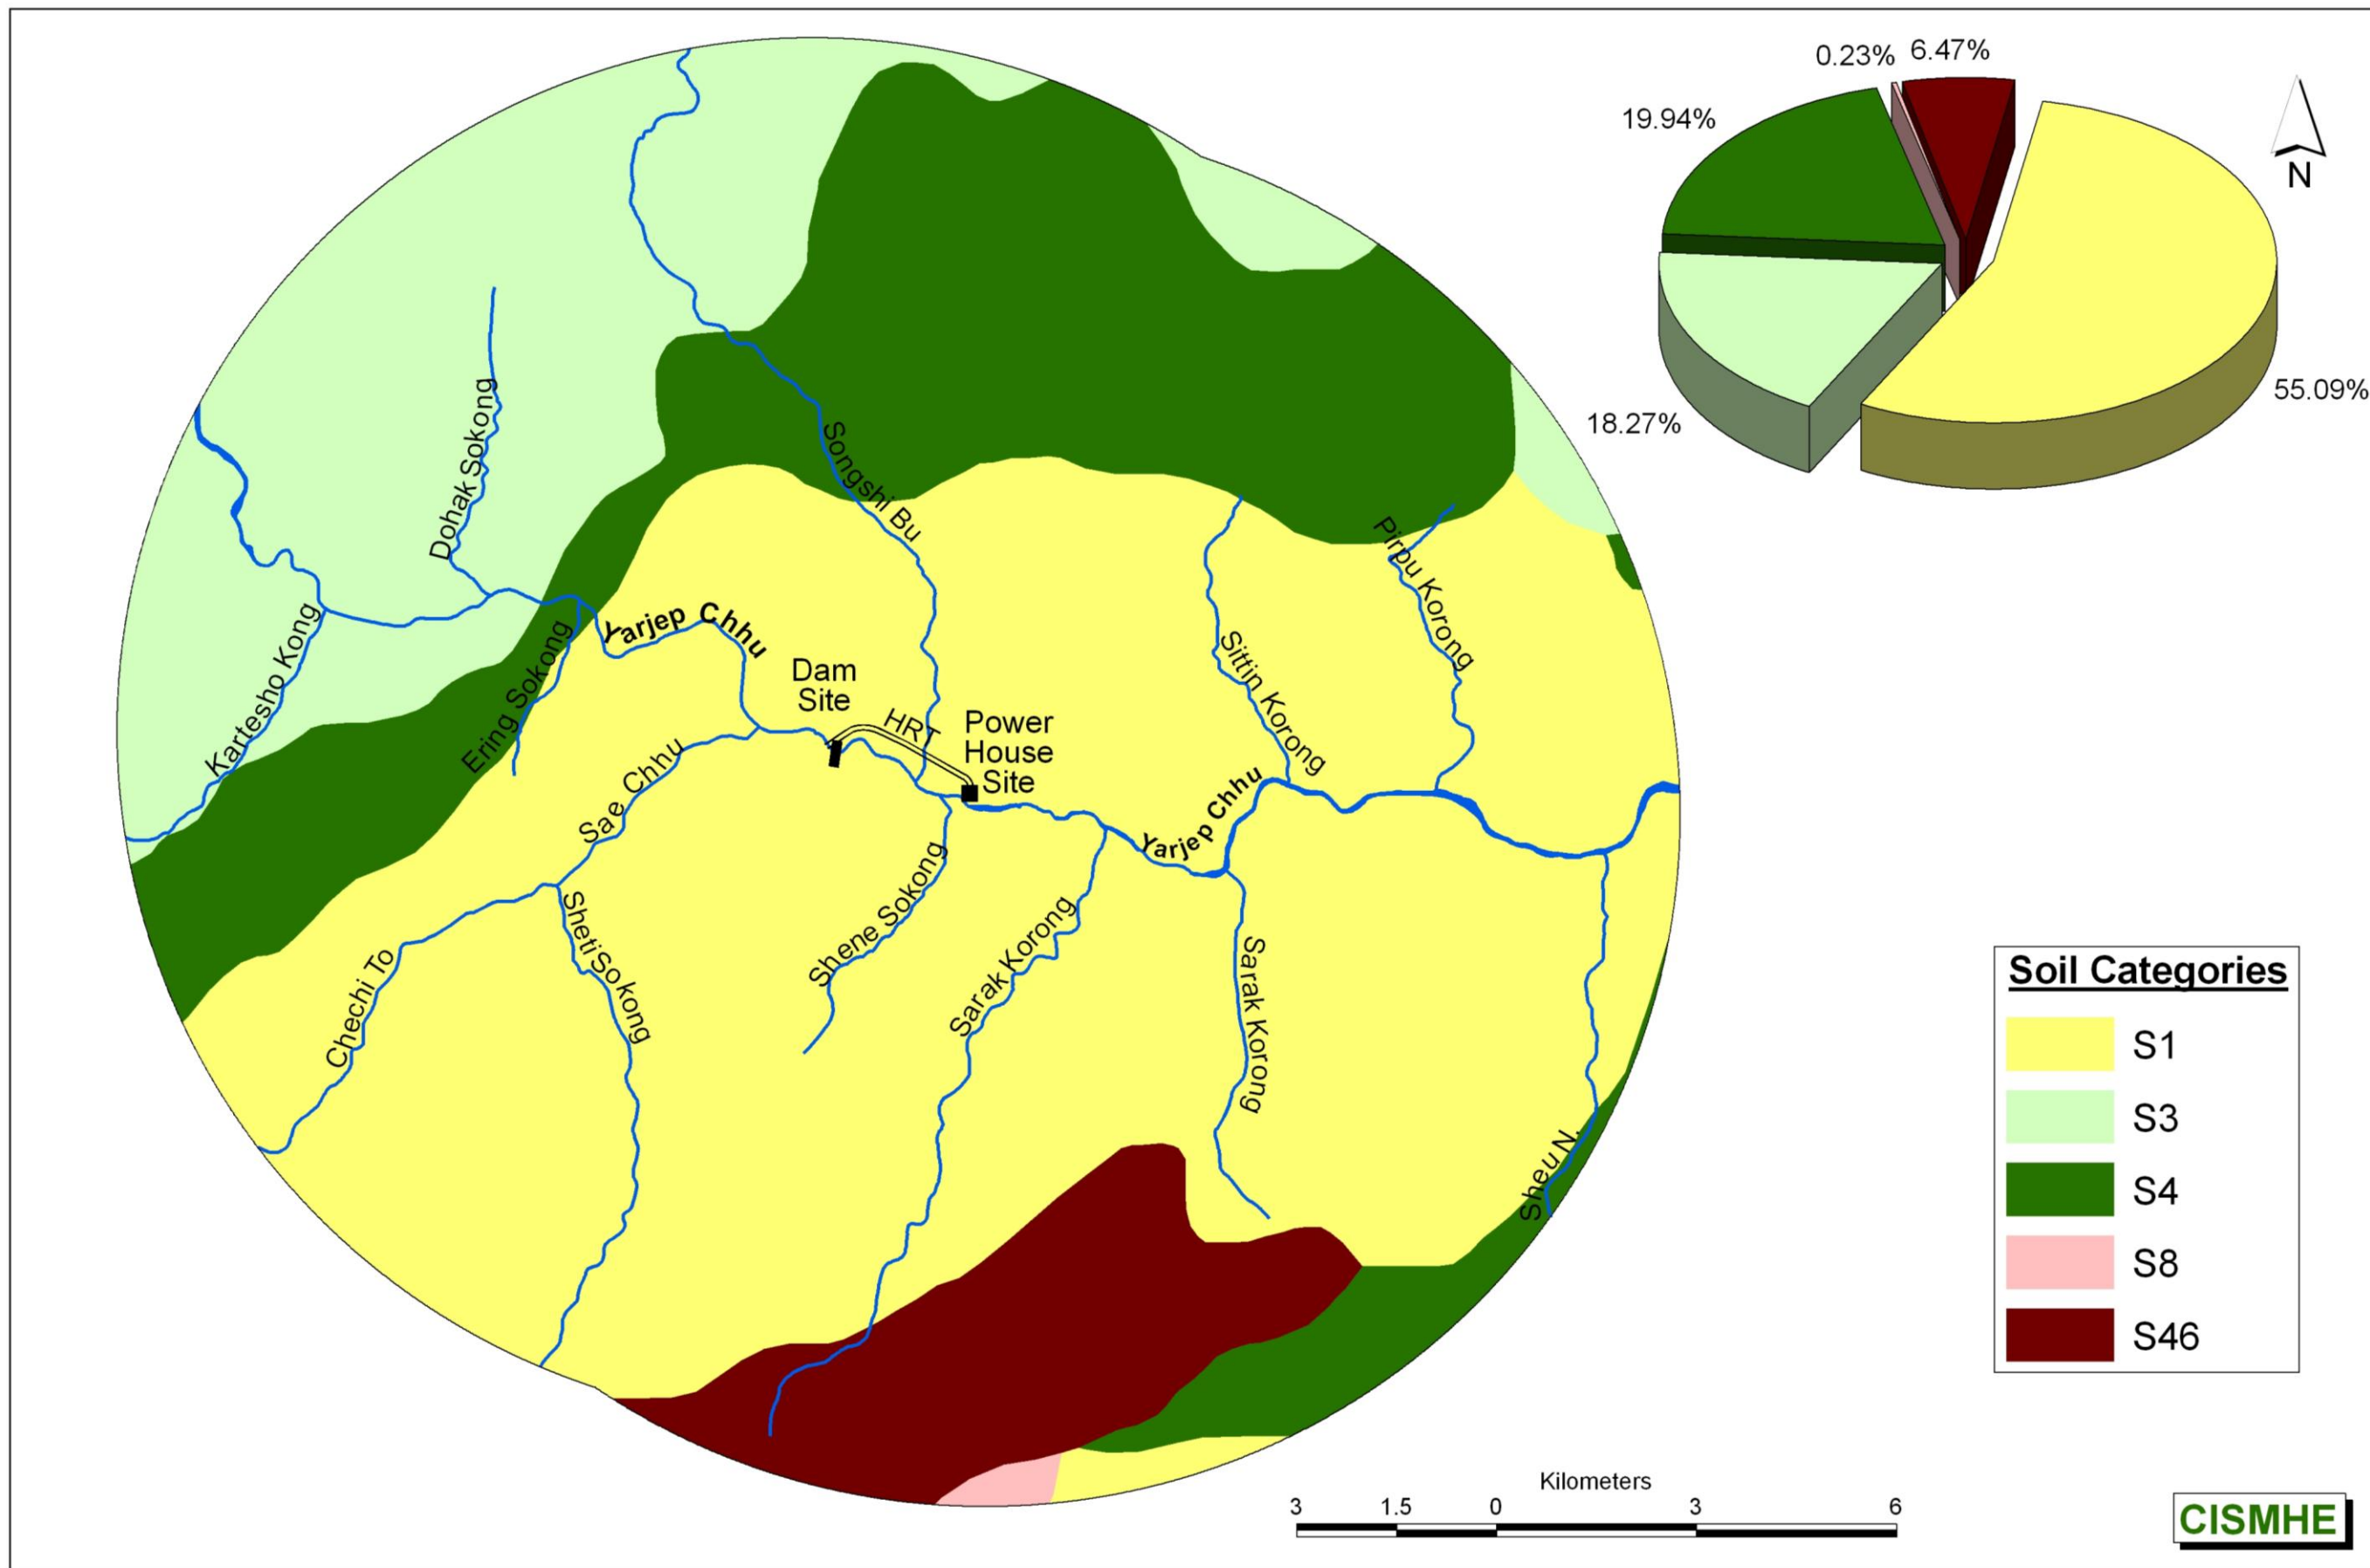 0.23%
6.47%
19.94%
18.27%
55.09%
N
Dohak Sokong
Songshi Bu
Pirpu Korong
Kartesho Kong
Ering Sokong
Yarjep Chhu
Sittin Korong
Dam
Site
HRT
Power
House
Site
Sae Chhu
Yarjep Chhu
Shene Sokong
Sarak Korong
Sheti Sokong
Chechi To
Sarak Korong
Sheu N.
Soil Categories
S1
S3
S4
S8
S46
Kilometers
3 1.5 0 3 6
CISMHE